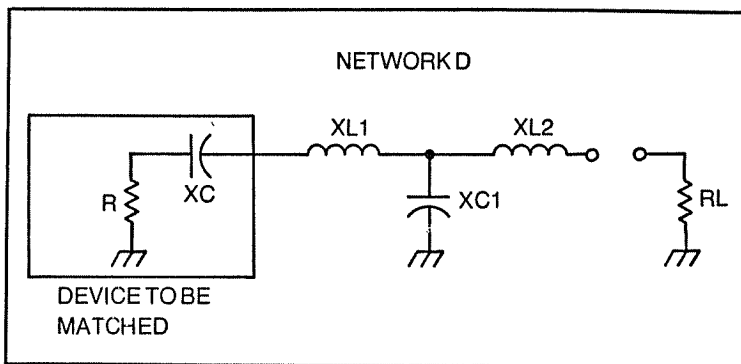 NETWORK D
XL1
XL2
XC
R
XC1
RL
DEVICE TO BE
MATCHED